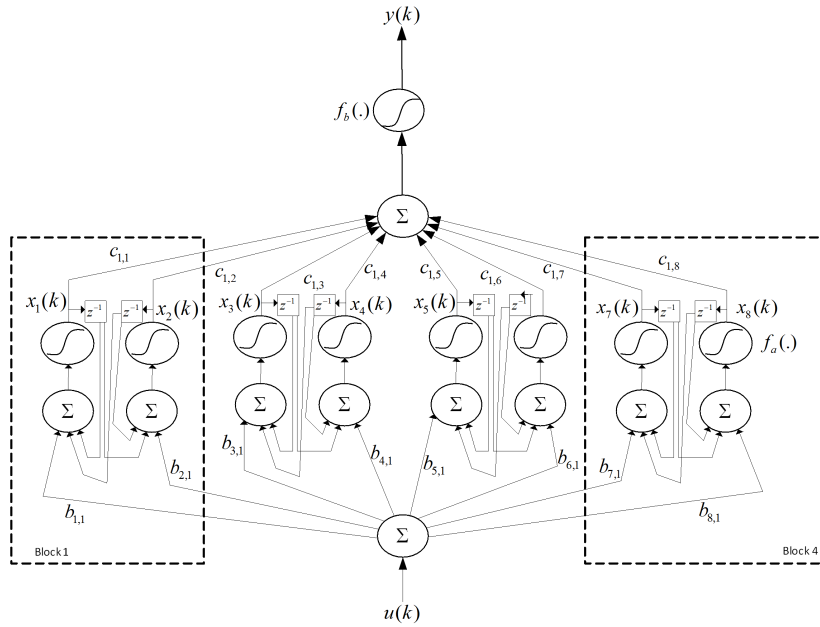 y(k)
f_b(.)
Σ
c_{1,1}
c_{1,2}
c_{1,3}
c_{1,4}
c_{1,5}
c_{1,6}
c_{1,7}
c_{1,8}
x_1(k) z^{-1} z^{-1} x_2(k)
x_3(k) z^{-1} z^{-1} x_4(k)
x_5(k) z^{-1} z^{-1}
x_7(k) z^{-1} z^{-1} x_8(k)
f_a(.)
Σ Σ Σ Σ Σ Σ Σ Σ
b_{1,1}
b_{2,1}
b_{3,1}
b_{4,1}
b_{5,1}
b_{6,1}
b_{7,1}
b_{8,1}
Σ
Block 1
Block 4
u(k)